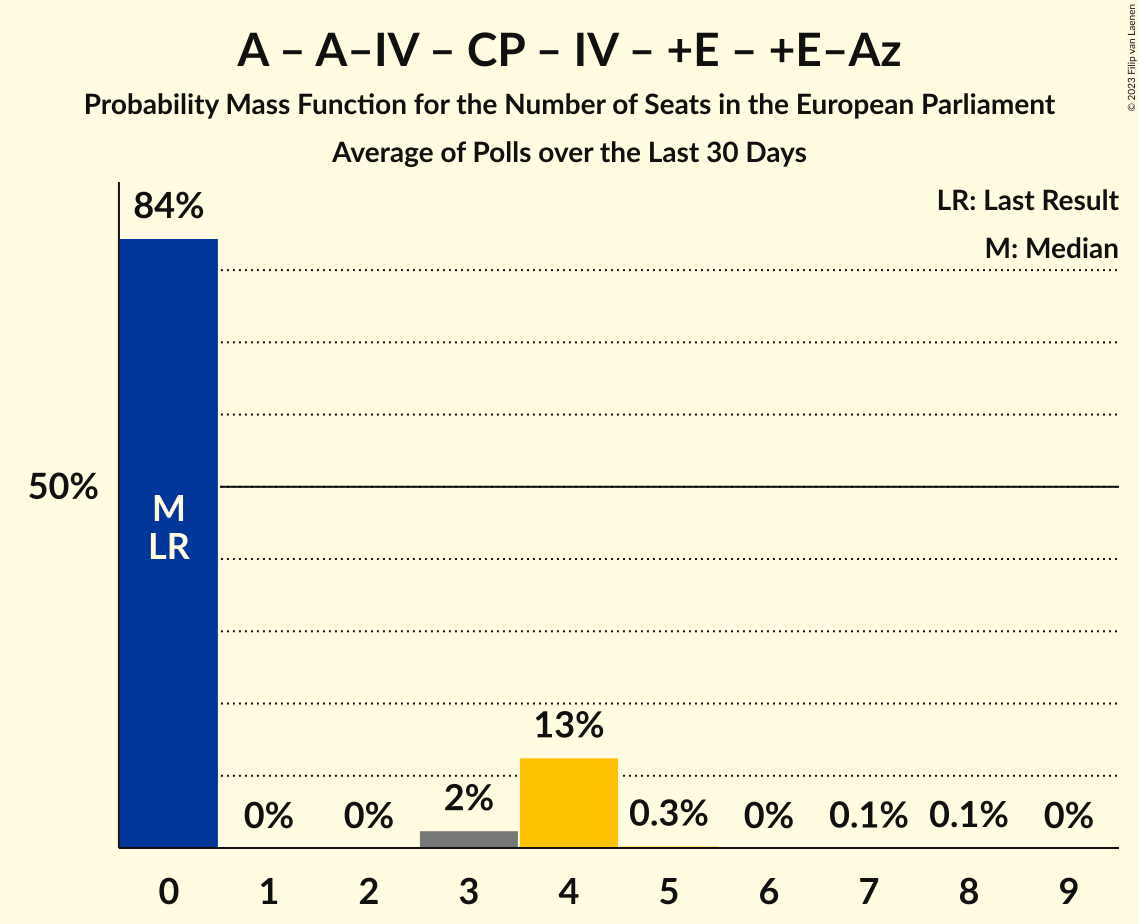 A – A–IV – CP – IV – +E – +E–Az
Probability Mass Function for the Number of Seats in the European Parliament
Average of Polls over the Last 30 Days
© 2023 Filip van Laenen
LR: Last Result
M: Median
84%
50%
M
LR
0%
0%
2%
13%
0.3%
0%
0.1%
0.1%
0%
0 1 2 3 4 5 6 7 8 9